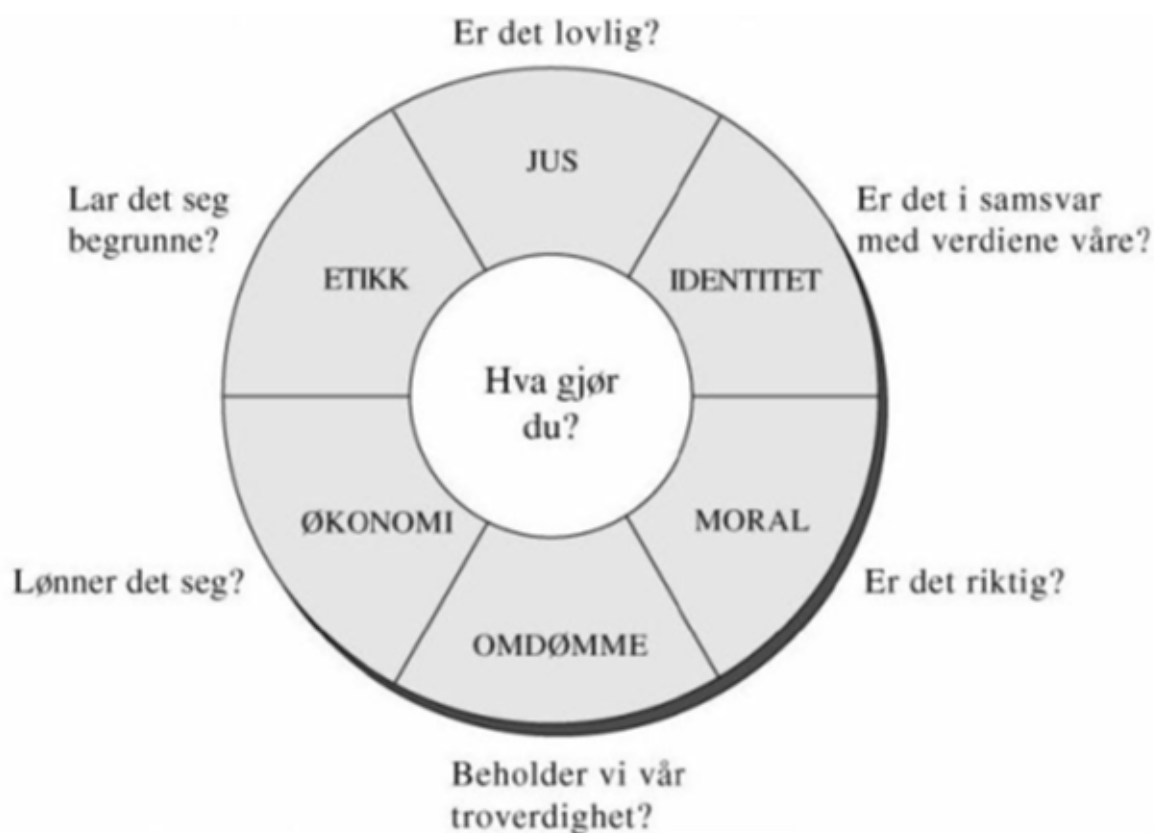 Er det lovlig?
JUS
Lar det seg
begrunne?
Er det i samsvar
med verdiene våre?
ETIKK
IDENTITET
Hva gjør
du?
ØKONOMI
MORAL
Lønner det seg?
Er det riktig?
OMDØMME
Beholder vi vår
troverdighet?